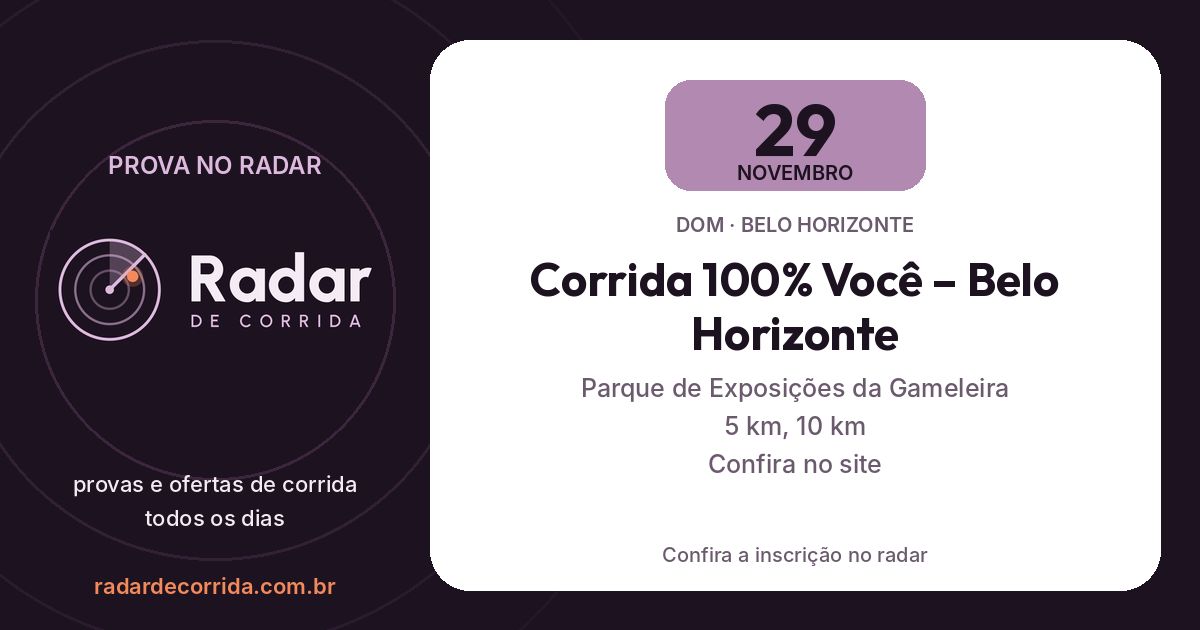 PROVA NO RADAR
Radar
DE CORRIDA
provas e ofertas de corrida
todos os dias
radardecorrida.com.br
29
NOVEMBRO
DOM · BELO HORIZONTE
Corrida 100% Você – Belo
Horizonte
Parque de Exposições da Gameleira
5 km, 10 km
Confira no site
Confira a inscrição no radar